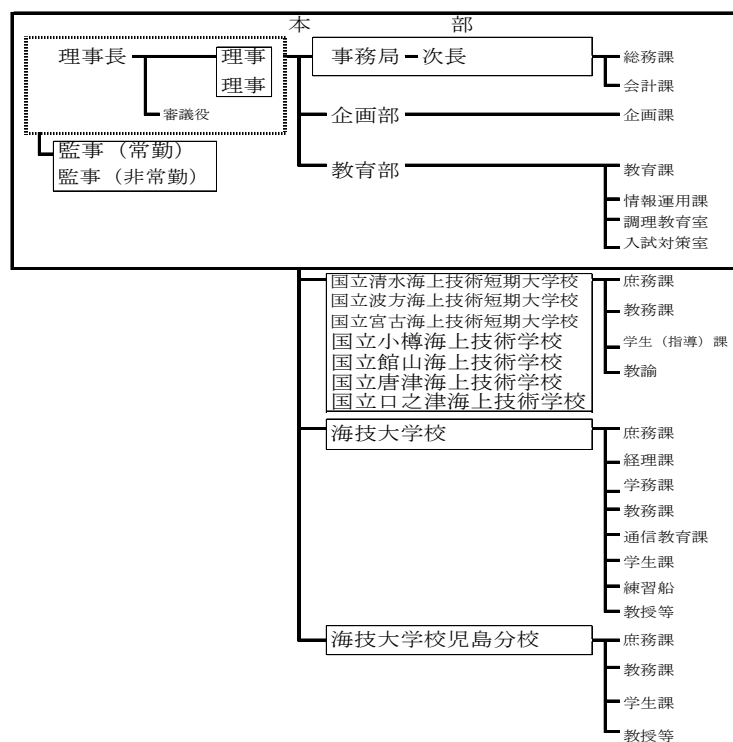 本 部
理事長 理事 事務局 次長 総務課
理事 会計課
審議役 企画部 企画課
監事(常勤)
監事(非常勤) 教育部 教育課
情報運用課
調理教育室
入試対策室
国立清水海上技術短期大学校 庶務課
国立波方海上技術短期大学校
国立宮古海上技術短期大学校 教務課
国立小樽海上技術学校 学生(指導)課
国立館山海上技術学校
国立唐津海上技術学校 教諭
国立口之津海上技術学校
海技大学校 庶務課
経理課
学務課
教務課
通信教育課
学生課
練習船
教授等
海技大学校児島分校 庶務課
教務課
学生課
教授等